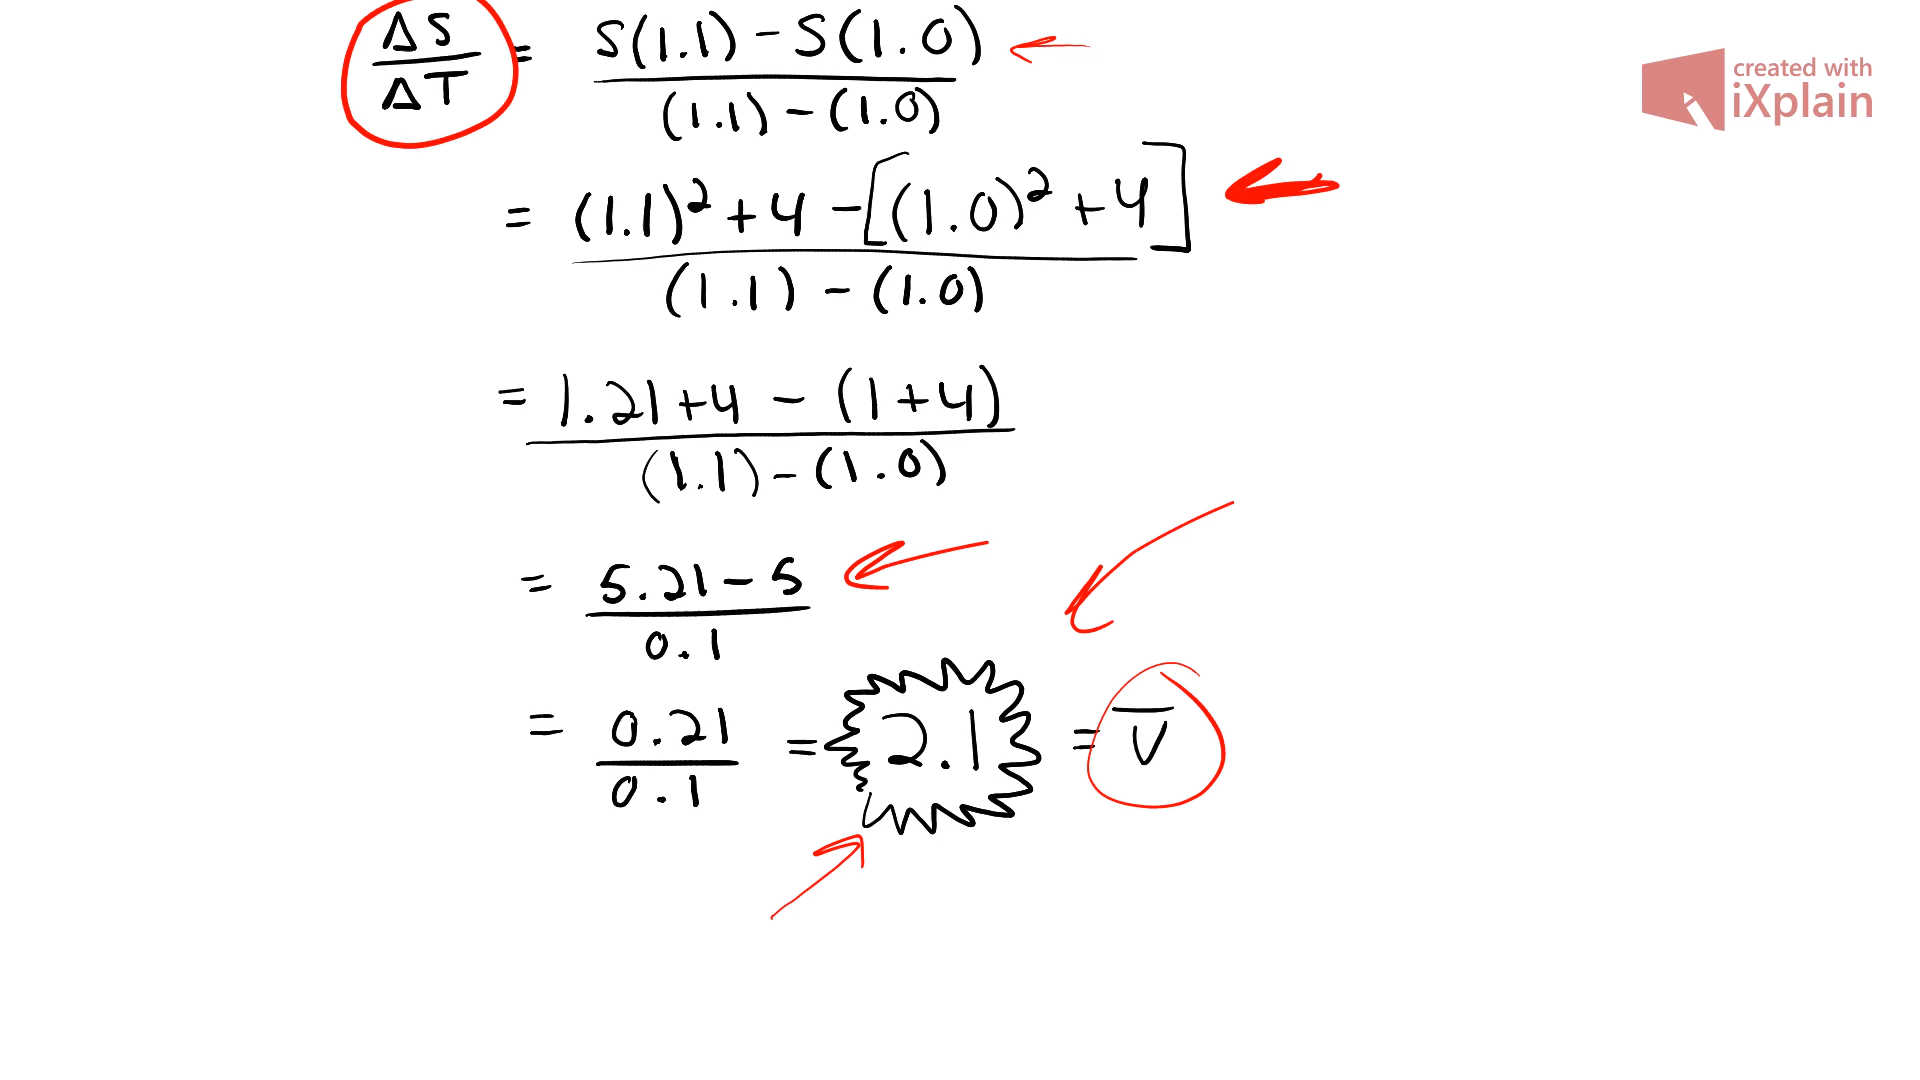 ΔS/ΔT = S(1.1) - S(1.0) / (1.1) - (1.0)
created with
iXplain
= (1.1)² + 4 - [(1.0)² + 4] / (1.1) - (1.0)
= 1.21 + 4 - (1 + 4) / (1.1) - (1.0)
= 5.21 - 5 / 0.1
= 0.21 / 0.1 = 2.1 = V̅